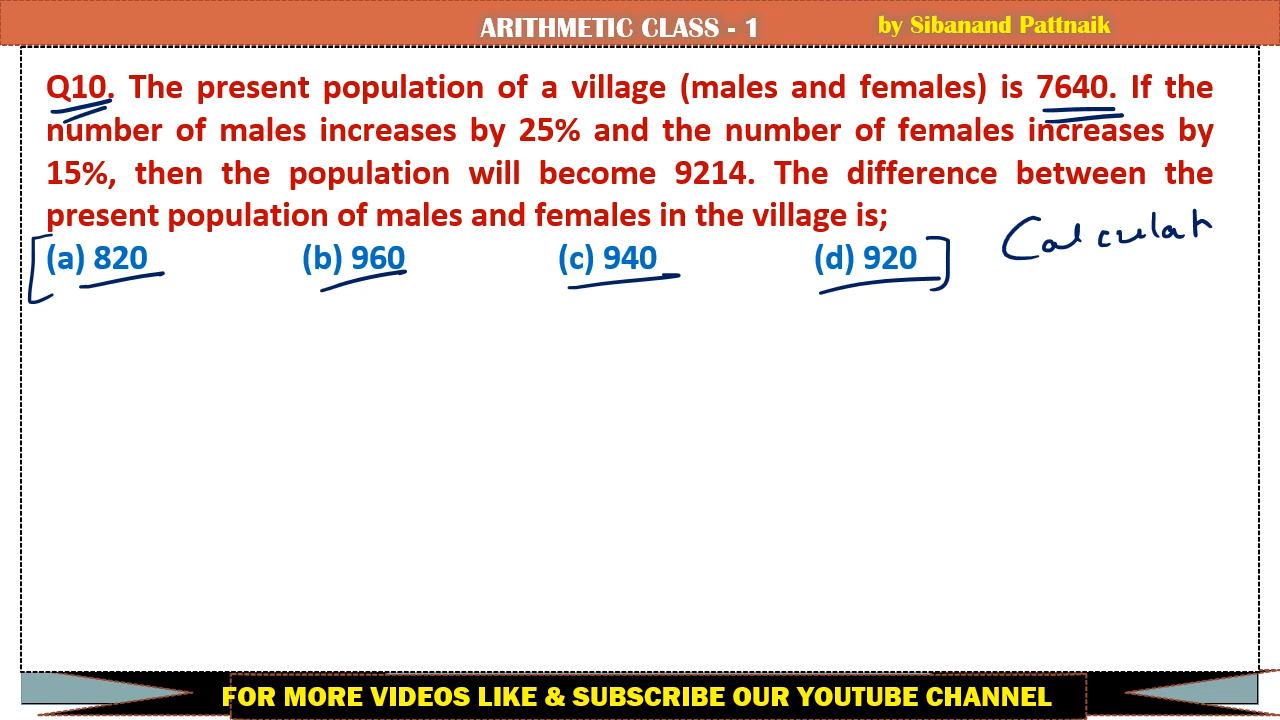 ARITHMETIC CLASS - 1
by Sibanand Pattnaik
Q10. The present population of a village (males and females) is 7640. If the
number of males increases by 25% and the number of females increases by
15%, then the population will become 9214. The difference between the
present population of males and females in the village is;
Calculat
(a) 820 (b) 960 (c) 940 (d) 920
FOR MORE VIDEOS LIKE & SUBSCRIBE OUR YOUTUBE CHANNEL